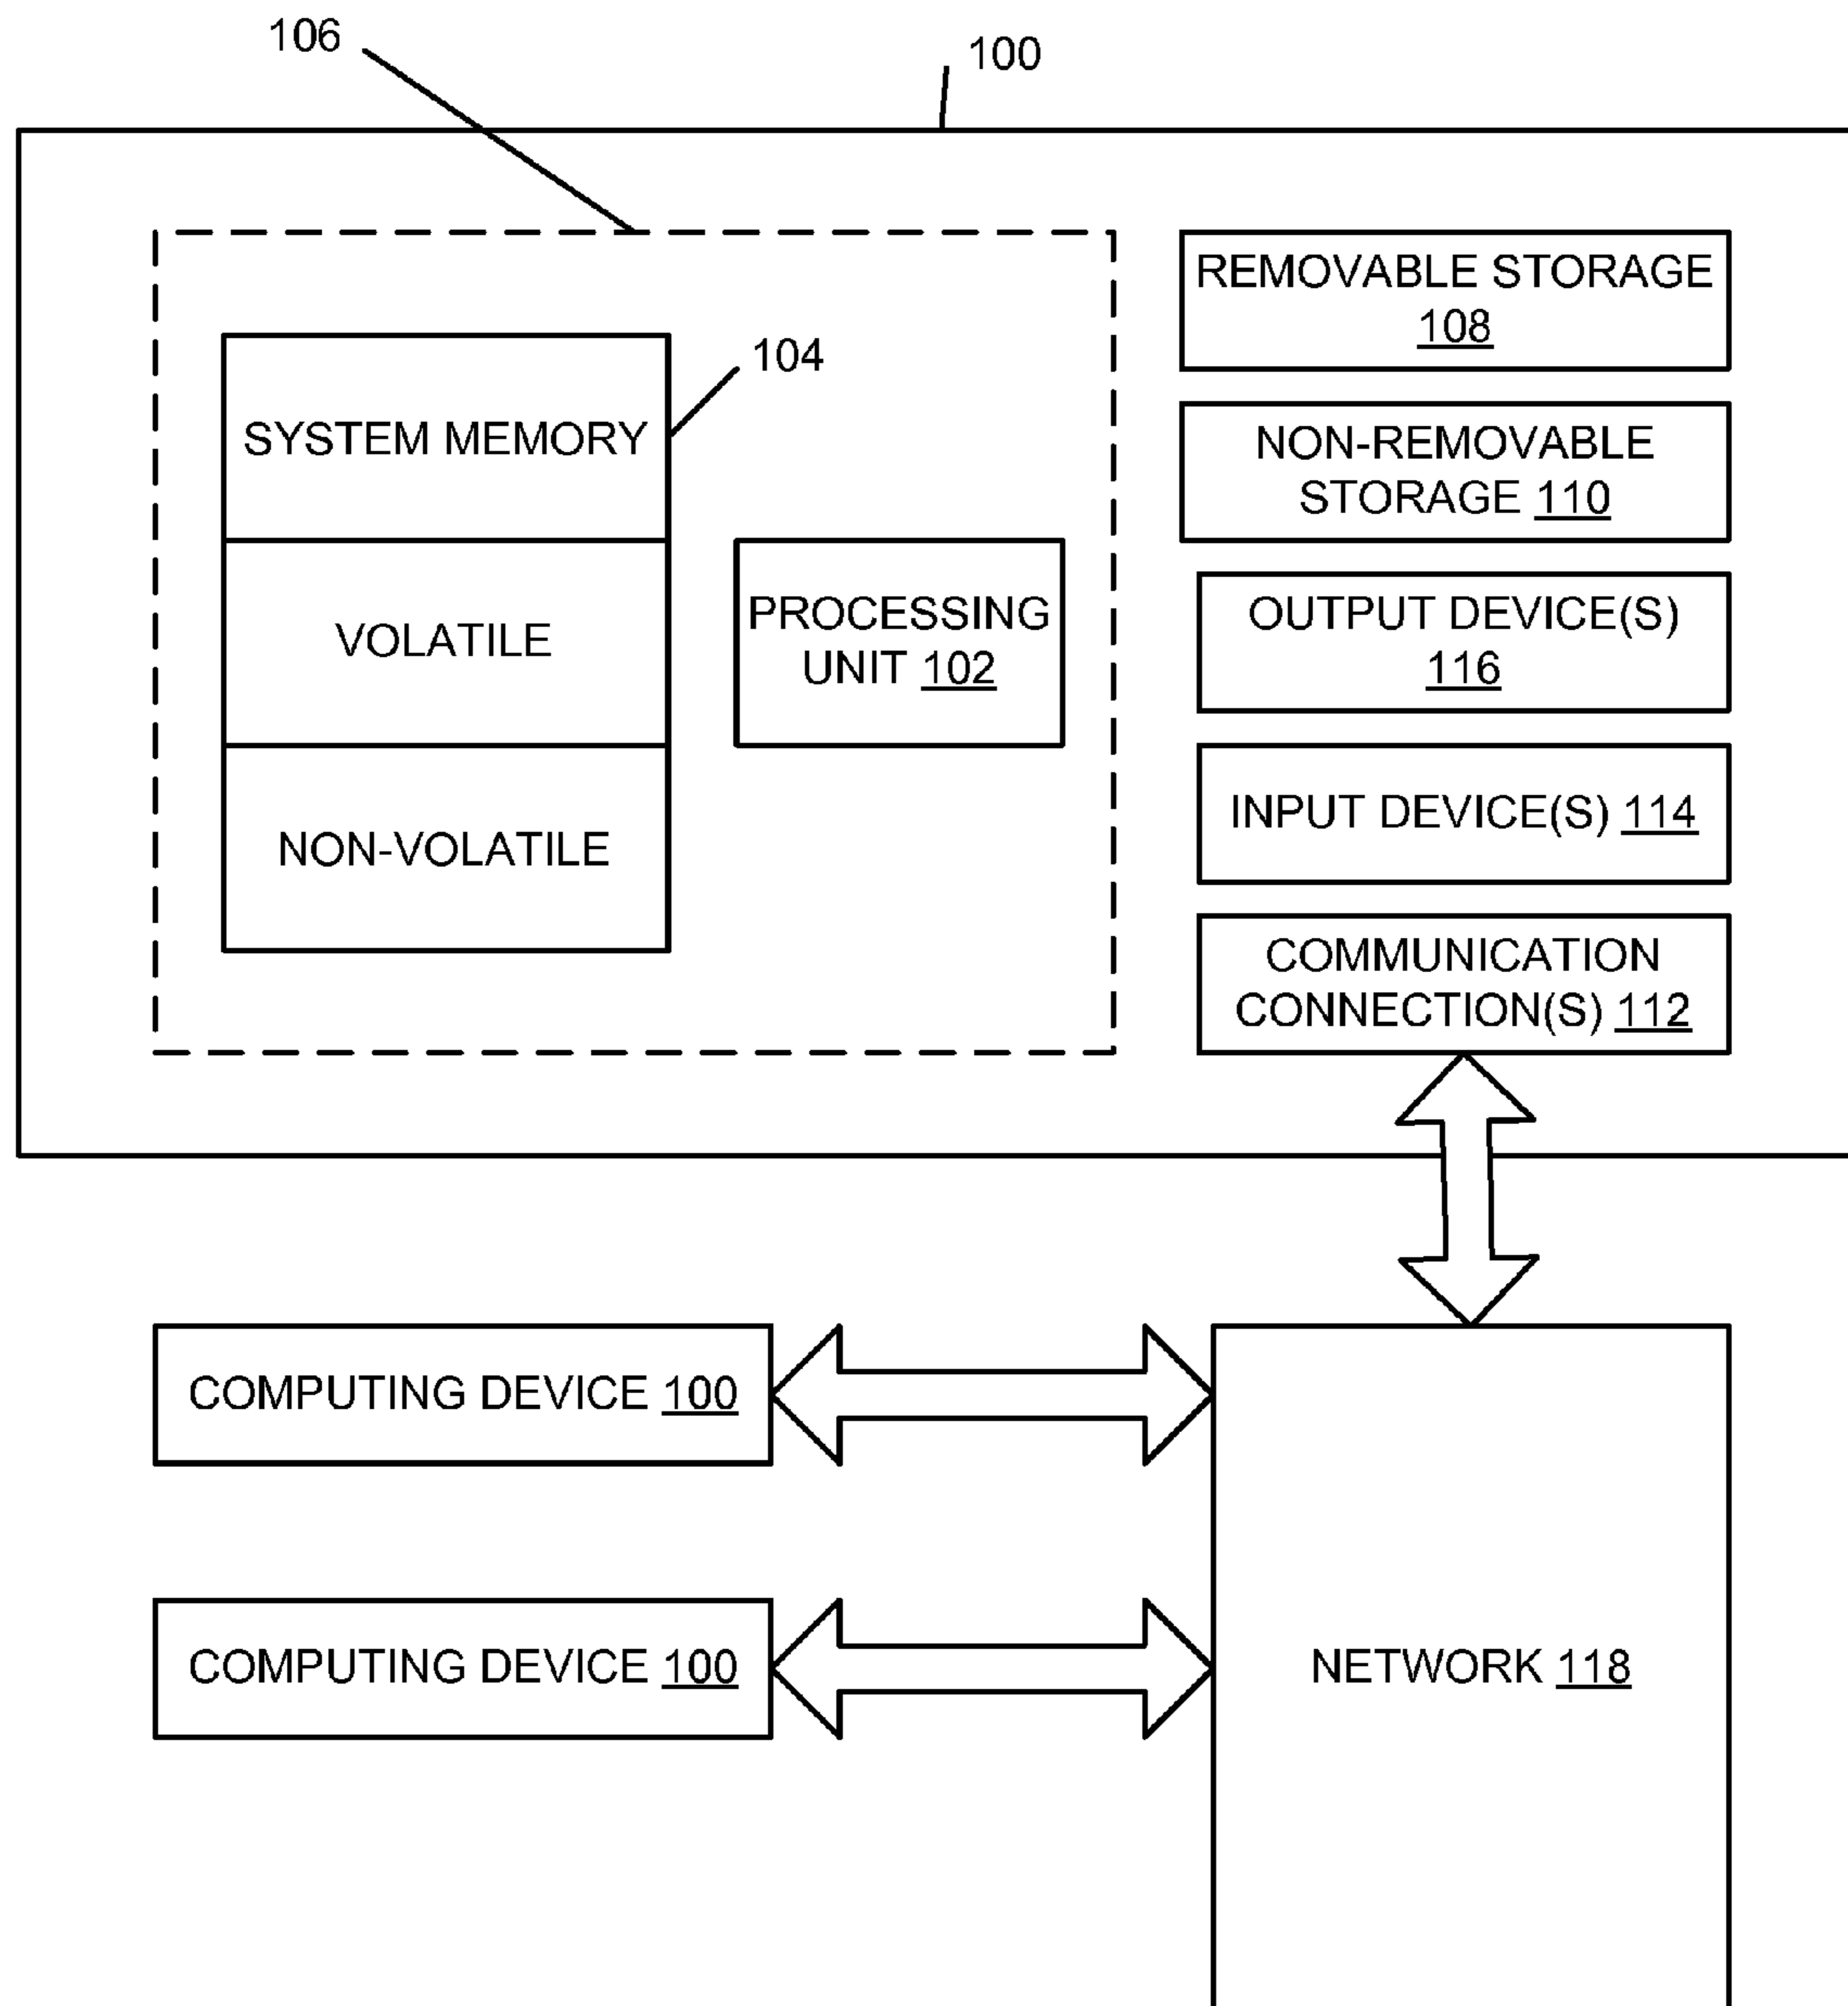 106
100
104
SYSTEM MEMORY
VOLATILE
NON-VOLATILE
PROCESSING
UNIT 102
REMOVABLE STORAGE
108
NON-REMOVABLE
STORAGE 110
OUTPUT DEVICE(S)
116
INPUT DEVICE(S) 114
COMMUNICATION
CONNECTION(S) 112
COMPUTING DEVICE 100
COMPUTING DEVICE 100
NETWORK 118